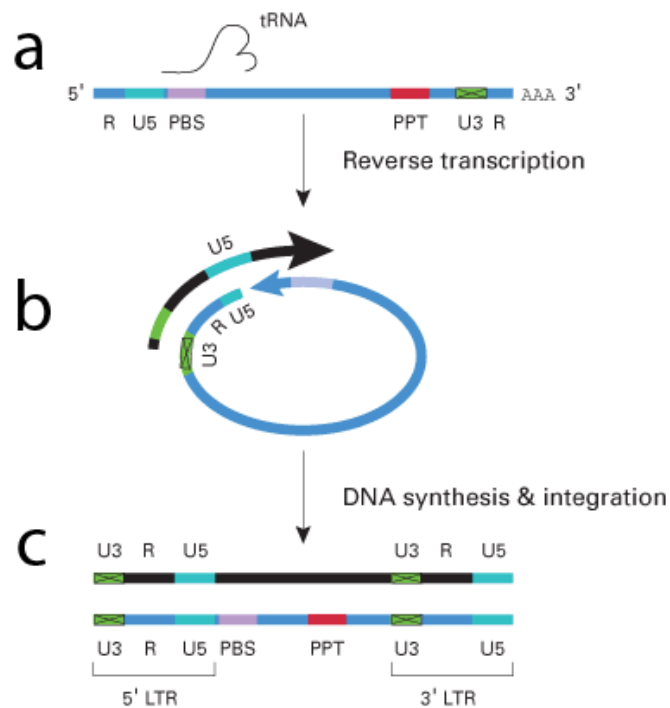 a
tRNA
5' AAA 3'
R U5 PBS PPT U3 R
Reverse transcription
b
U5
R U5
U3
DNA synthesis & integration
c
U3 R U5 U3 R U5
U3 R U5 PBS PPT U3 U5
5' LTR 3' LTR